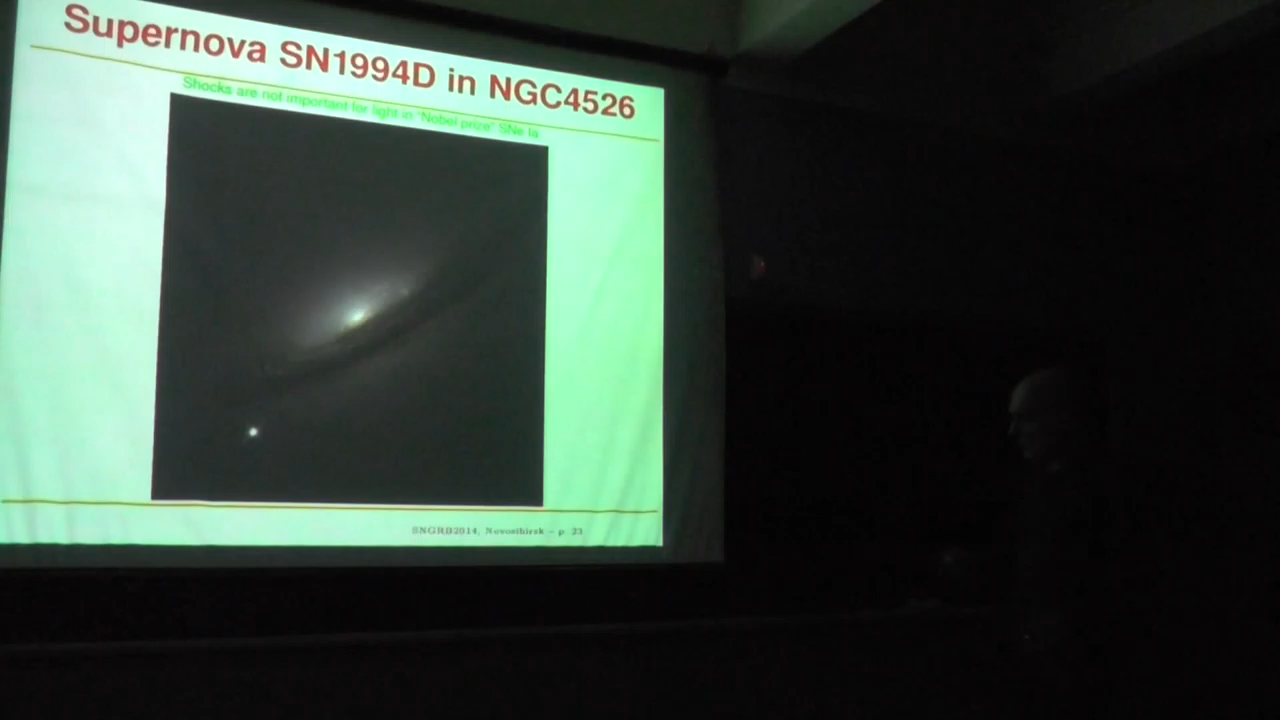 Supernova SN1994D in NGC4526
Shocks are not important for light in "Nobel prize" SNe Ia
SNGRB2014, Novosibirsk – p. 23